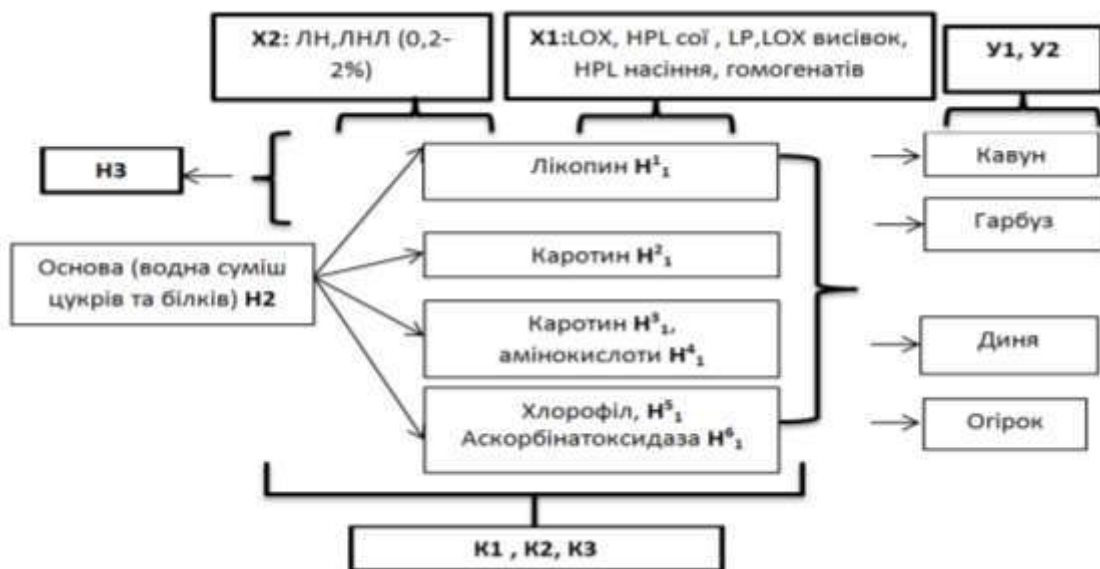 X2: ЛН,ЛНЛ (0,2-
2%)
X1:LOX, HPL сої , LP,LOX висівок,
HPL насіння, гомогенатів
У1, У2
Н3
Лікопин Н¹₁
Кавун
Гарбуз
Основа (водна суміш
цукрів та білків) Н2
Каротин Н²₁
Каротин Н³₁,
амінокислоти Н⁴₁
Диня
Хлорофіл, Н⁵₁
Аскорбінатоксидаза Н⁶₁
Огірок
К1 , К2, К3